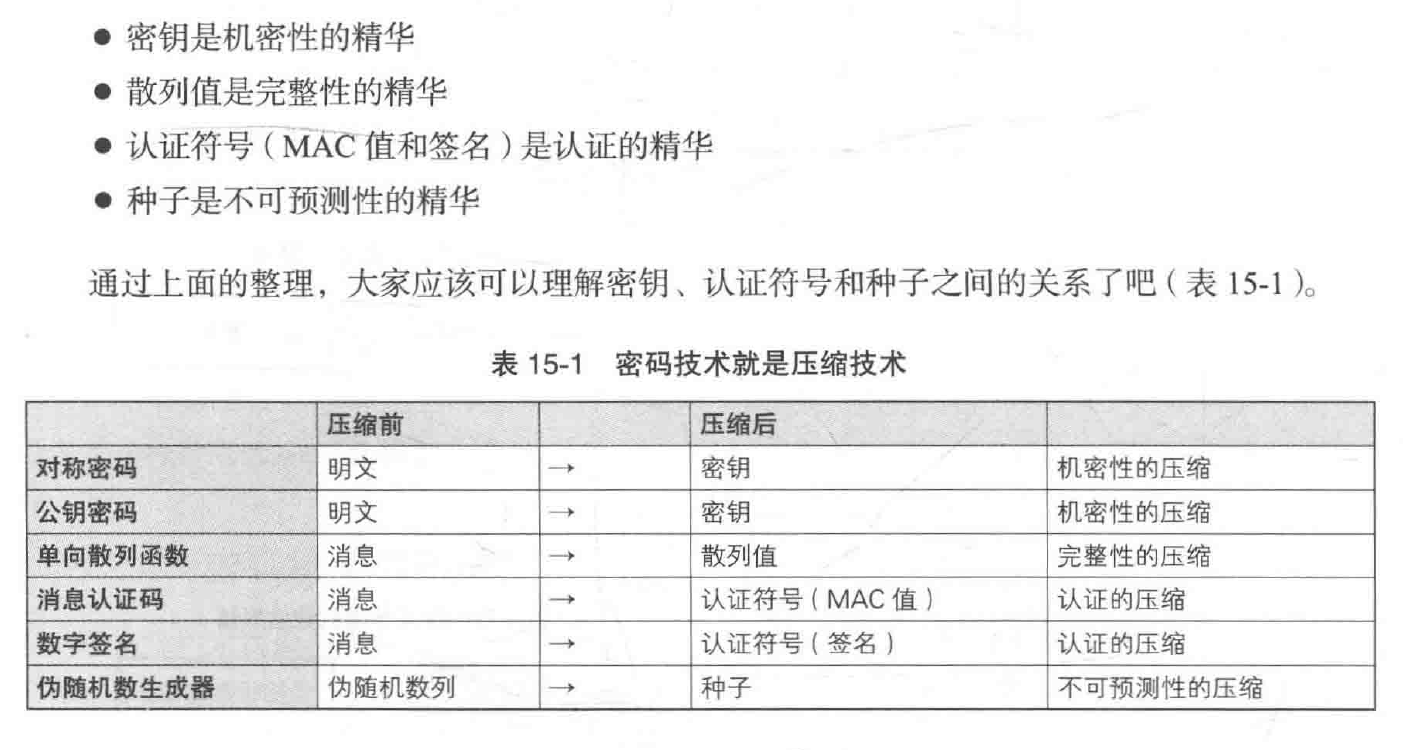 ● 密钥是机密性的精华
● 散列值是完整性的精华
● 认证符号（MAC 值和签名）是认证的精华
● 种子是不可预测性的精华
通过上面的整理，大家应该可以理解密钥、认证符号和种子之间的关系了吧（表 15-1）。
表 15-1 密码技术就是压缩技术
压缩前 压缩后
对称密码 明文 → 密钥 机密性的压缩
公钥密码 明文 → 密钥 机密性的压缩
单向散列函数 消息 → 散列值 完整性的压缩
消息认证码 消息 → 认证符号（MAC 值） 认证的压缩
数字签名 消息 → 认证符号（签名） 认证的压缩
伪随机数生成器 伪随机数列 → 种子 不可预测性的压缩